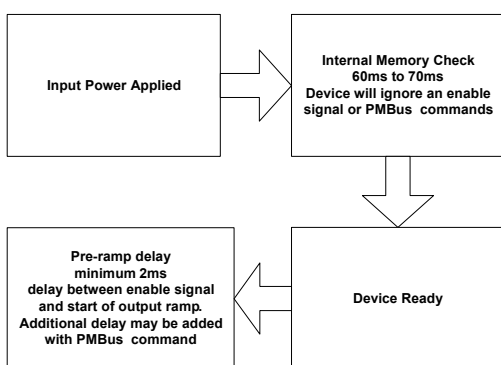 Input Power Applied
Internal Memory Check
60ms to 70ms
Device will ignore an enable
signal or PMBus commands
Device Ready
Pre-ramp delay
minimum 2ms
delay between enable signal
and start of output ramp.
Additional delay may be added
with PMBus command